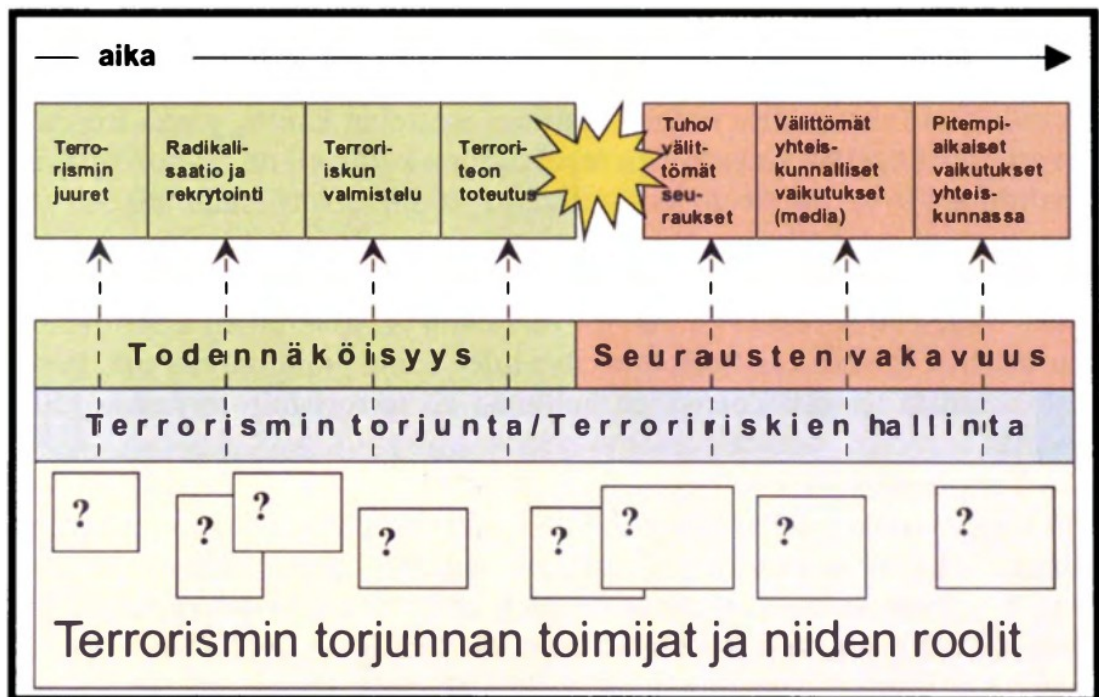 aika
Terro-
rismin
juuret
Radikali-
saatio ja
rekrytointi
Terrori-
iskun
valmistelu
Terrori-
teon
toteutus
Tuho/
välit-
tömät
seu-
raukset
Välittömät
yhteis-
kunnalliset
vaikutukset
(media)
Pitempi-
aikaiset
vaikutukset
yhteis-
kunnassa
Todennäköisyys
Seurausten vakavuus
Terrorismin torjunta/Terroririskien hallinta
?
?
?
?
?
?
?
?
Terrorismin torjunnan toimijat ja niiden roolit